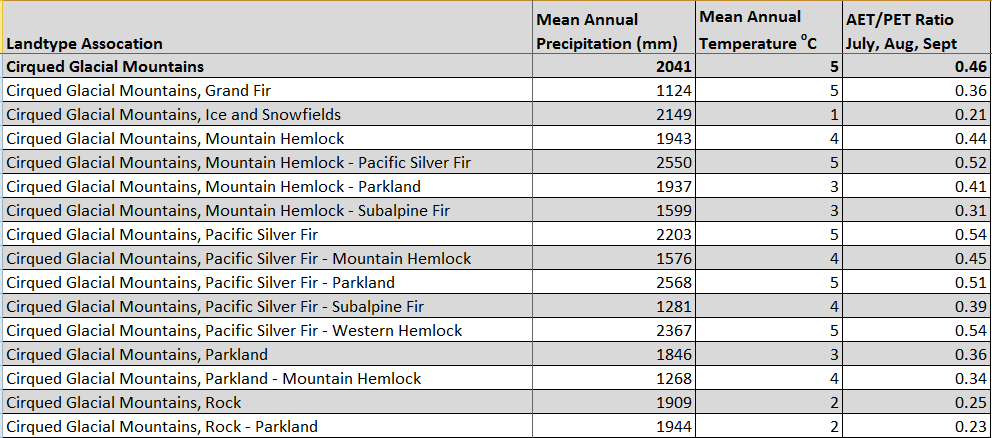 Landtype Assocation Mean Annual Precipitation (mm) Mean Annual Temperature ⁰C AET/PET Ratio July, Aug, Sept
Cirqued Glacial Mountains 2041 5 0.46
Cirqued Glacial Mountains, Grand Fir 1124 5 0.36
Cirqued Glacial Mountains, Ice and Snowfields 2149 1 0.21
Cirqued Glacial Mountains, Mountain Hemlock 1943 4 0.44
Cirqued Glacial Mountains, Mountain Hemlock - Pacific Silver Fir 2550 5 0.52
Cirqued Glacial Mountains, Mountain Hemlock - Parkland 1937 3 0.41
Cirqued Glacial Mountains, Mountain Hemlock - Subalpine Fir 1599 3 0.31
Cirqued Glacial Mountains, Pacific Silver Fir 2203 5 0.54
Cirqued Glacial Mountains, Pacific Silver Fir - Mountain Hemlock 1576 4 0.45
Cirqued Glacial Mountains, Pacific Silver Fir - Parkland 2568 5 0.51
Cirqued Glacial Mountains, Pacific Silver Fir - Subalpine Fir 1281 4 0.39
Cirqued Glacial Mountains, Pacific Silver Fir - Western Hemlock 2367 5 0.54
Cirqued Glacial Mountains, Parkland 1846 3 0.36
Cirqued Glacial Mountains, Parkland - Mountain Hemlock 1268 4 0.34
Cirqued Glacial Mountains, Rock 1909 2 0.25
Cirqued Glacial Mountains, Rock - Parkland 1944 2 0.23